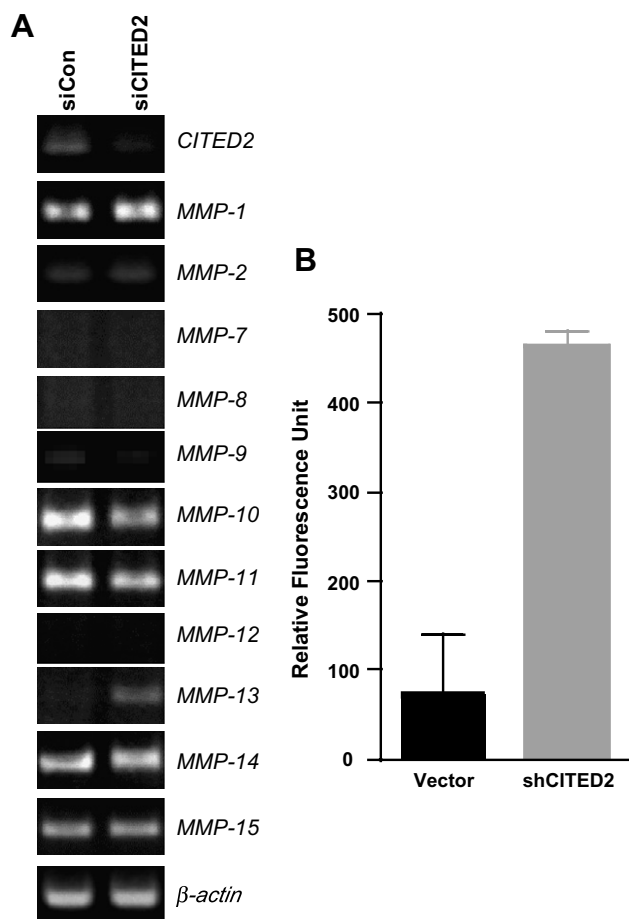 A
siCon
siCITED2
CITED2
MMP-1
MMP-2
MMP-7
MMP-8
MMP-9
MMP-10
MMP-11
MMP-12
MMP-13
MMP-14
MMP-15
β-actin
B
Relative Fluorescence Unit
500
400
300
200
100
0
Vector
shCITED2